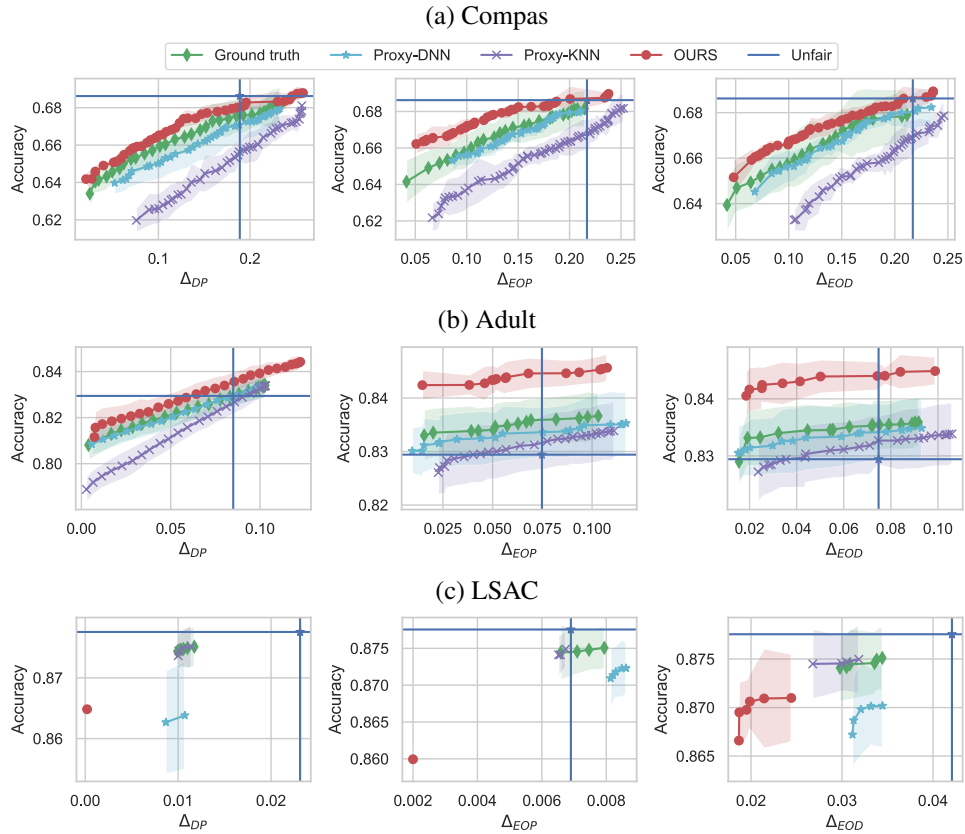 (a) Compas
Ground truth Proxy-DNN Proxy-KNN OURS Unfair
Accuracy
0.68
0.66
0.64
0.62
0.1 0.2
Δ_DP
Accuracy
0.68
0.66
0.64
0.62
0.05 0.10 0.15 0.20 0.25
Δ_EOP
Accuracy
0.68
0.66
0.64
0.05 0.10 0.15 0.20 0.25
Δ_EOD
(b) Adult
Accuracy
0.84
0.82
0.80
0.00 0.05 0.10
Δ_DP
Accuracy
0.84
0.83
0.82
0.025 0.050 0.075 0.100
Δ_EOP
Accuracy
0.84
0.83
0.02 0.04 0.06 0.08 0.10
Δ_EOD
(c) LSAC
Accuracy
0.87
0.86
0.00 0.01 0.02
Δ_DP
Accuracy
0.875
0.870
0.865
0.860
0.002 0.004 0.006 0.008
Δ_EOP
Accuracy
0.875
0.870
0.865
0.02 0.03 0.04
Δ_EOD